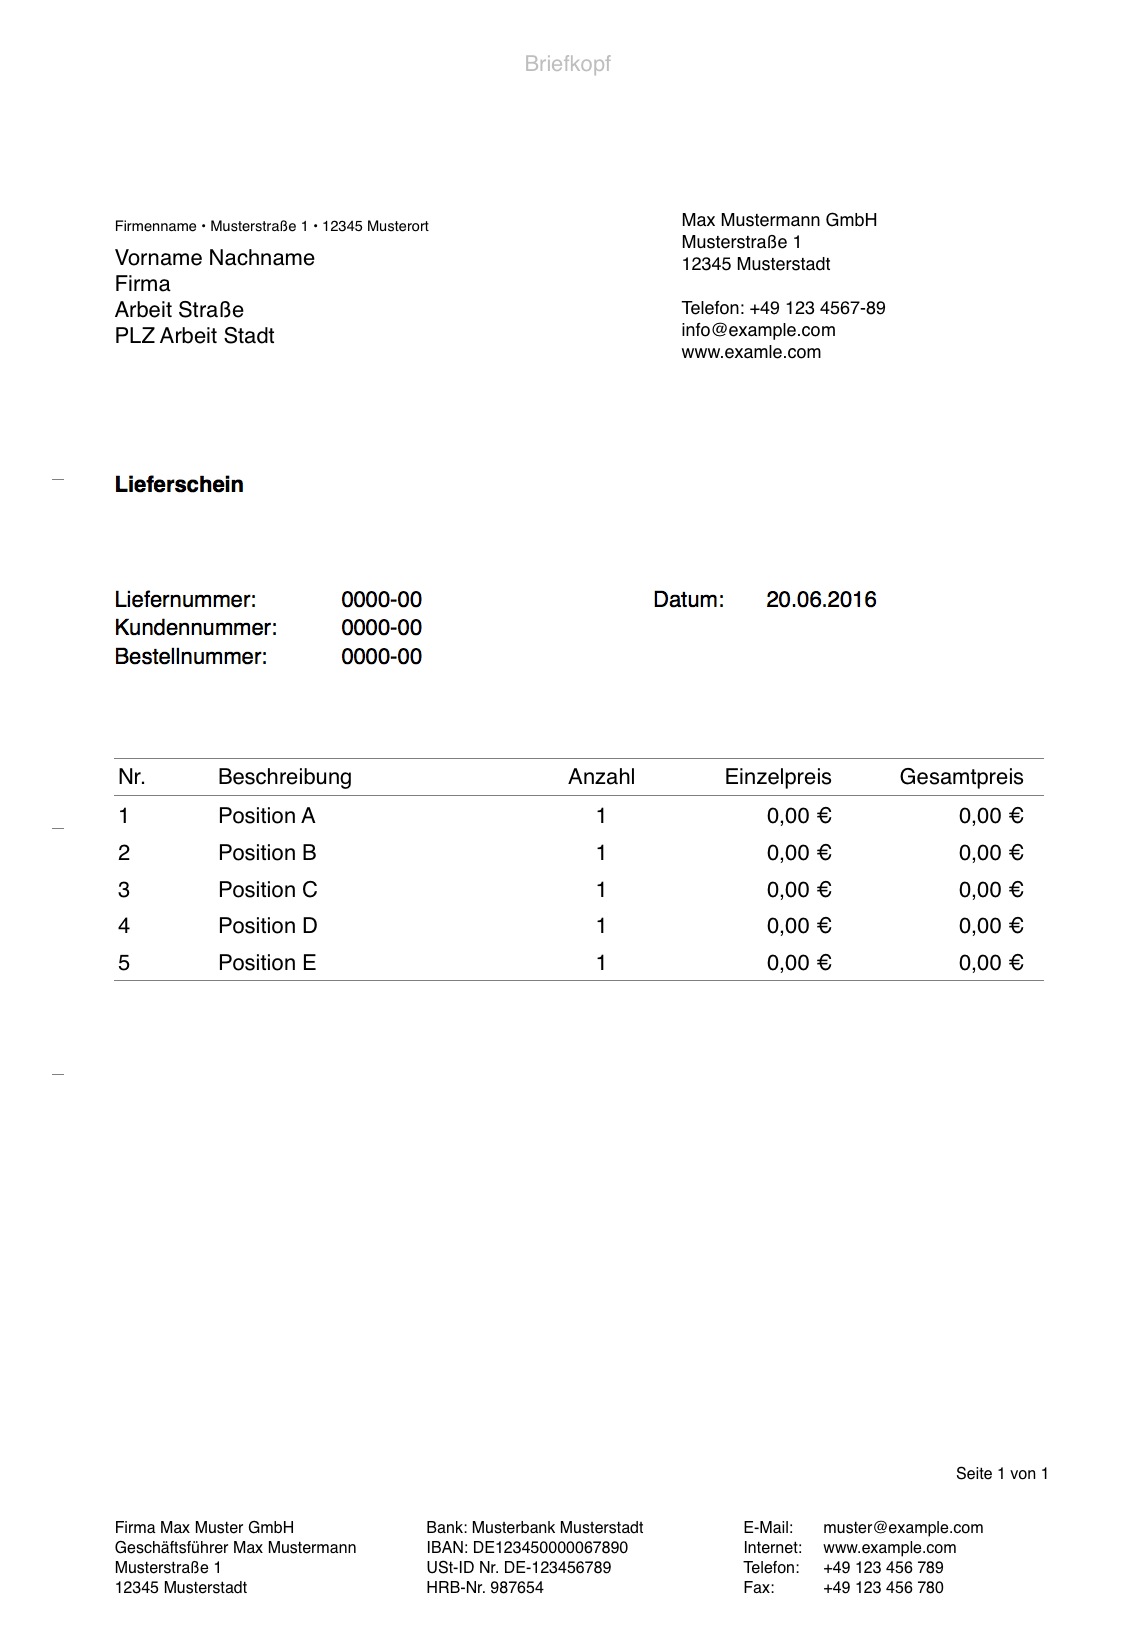 Briefkopf
Firmenname • Musterstraße 1 • 12345 Musterort
Vorname Nachname
Firma
Arbeit Straße
PLZ Arbeit Stadt
Max Mustermann GmbH
Musterstraße 1
12345 Musterstadt
Telefon: +49 123 4567-89
info@example.com
www.examle.com
Lieferschein
Liefernummer: 0000-00 Datum: 20.06.2016
Kundennummer: 0000-00
Bestellnummer: 0000-00
Nr. Beschreibung Anzahl Einzelpreis Gesamtpreis
1 Position A 1 0,00 € 0,00 €
2 Position B 1 0,00 € 0,00 €
3 Position C 1 0,00 € 0,00 €
4 Position D 1 0,00 € 0,00 €
5 Position E 1 0,00 € 0,00 €
Seite 1 von 1
Firma Max Muster GmbH
Geschäftsführer Max Mustermann
Musterstraße 1
12345 Musterstadt
Bank: Musterbank Musterstadt
IBAN: DE123450000067890
USt-ID Nr. DE-123456789
HRB-Nr. 987654
E-Mail: muster@example.com
Internet: www.example.com
Telefon: +49 123 456 789
Fax: +49 123 456 780